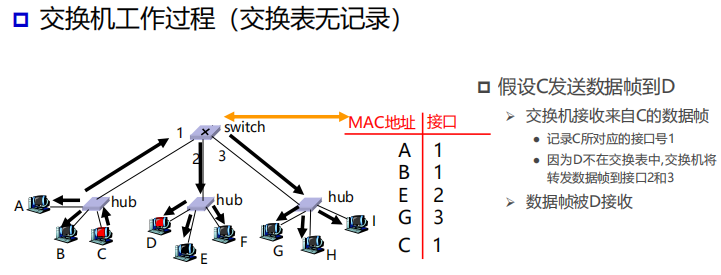 交换机工作过程（交换表无记录）
假设C发送数据帧到D
交换机接收来自C的数据帧
记录C所对应的接口号1
因为D不在交换表中,交换机将
转发数据帧到接口2和3
数据帧被D接收
switch
1
2
3
hub
hub
hub
A
B
C
D
E
F
G
H
I
MAC地址 接口
A 1
B 1
E 2
G 3
C 1